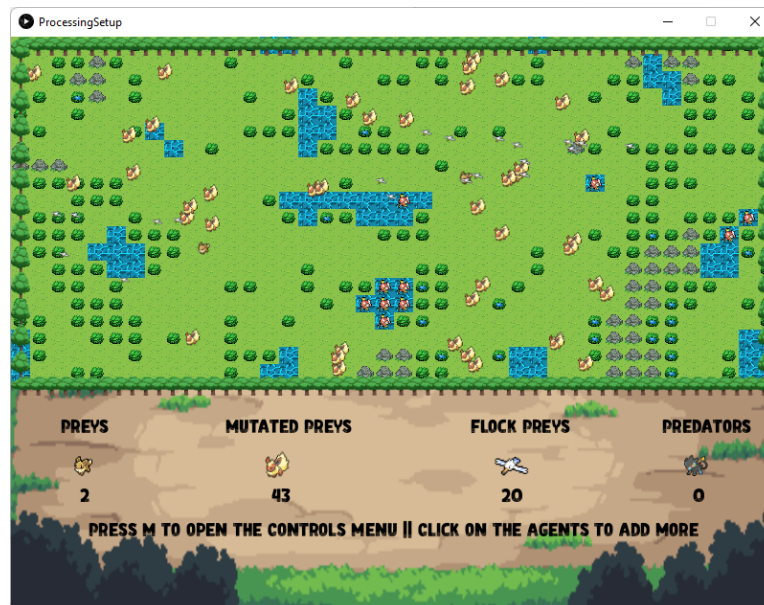 ProcessingSetup
PREYS MUTATED PREYS FLOCK PREYS PREDATORS
2 43 20 0
PRESS M TO OPEN THE CONTROLS MENU || CLICK ON THE AGENTS TO ADD MORE